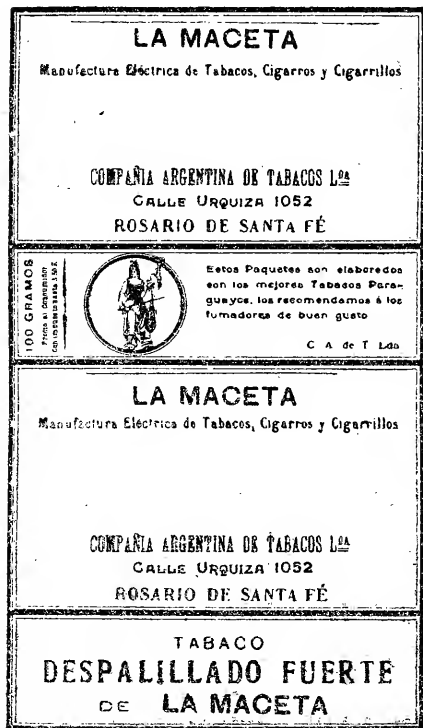 LA MACETA
Manufactura Eléctrica de Tabacos, Cigarros y Cigarrillos
COMPAÑIA ARGENTINA DE TABACOS LDA
CALLE URQUIZA 1052
ROSARIO DE SANTA FÉ
100 GRAMOS
Estos Paquetes son elaborados
con los mejores Tabacos Para-
guayos, los recomendamos á los
fumadores de buen gusto
C. A. de T. Lda
LA MACETA
Manufactura Eléctrica de Tabacos, Cigarros y Cigarrillos
COMPAÑIA ARGENTINA DE TABACOS LDA
CALLE URQUIZA 1052
ROSARIO DE SANTA FÉ
TABACO
DESPALILLADO FUERTE
DE LA MACETA